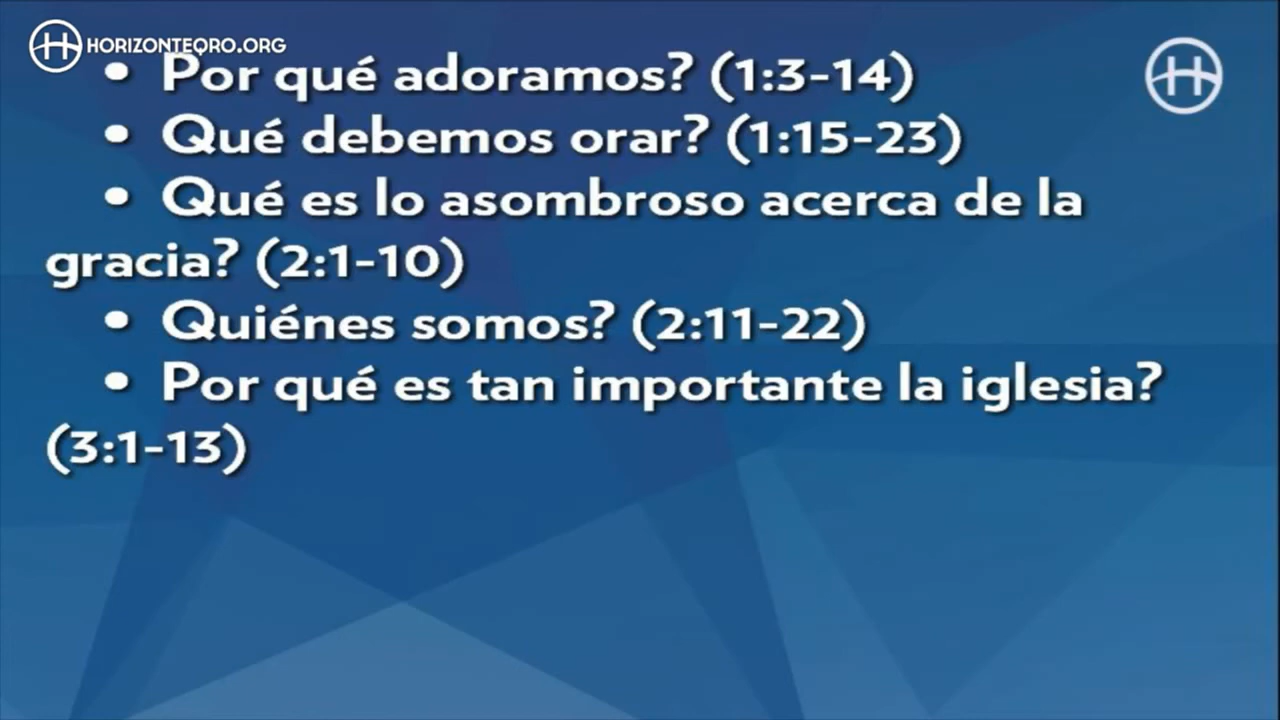 HORIZONTEQRO.ORG
• Por qué adoramos? (1:3-14)
• Qué debemos orar? (1:15-23)
• Qué es lo asombroso acerca de la
gracia? (2:1-10)
• Quiénes somos? (2:11-22)
• Por qué es tan importante la iglesia?
(3:1-13)